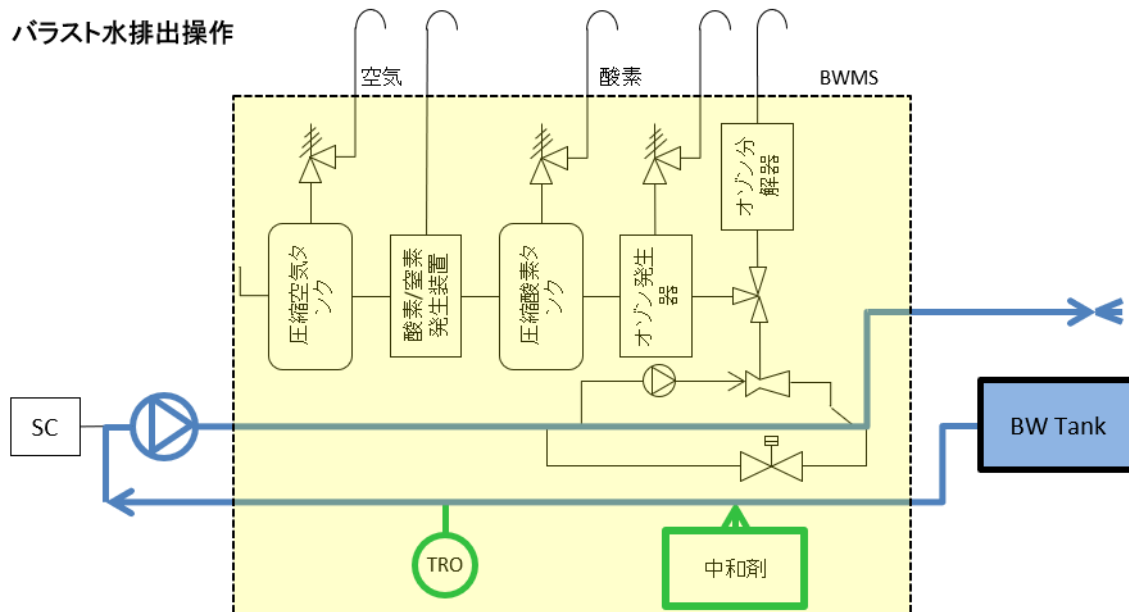 バラスト水排出操作
空気
酸素
BWMS
圧縮空気タ
ンク
酸素/窒素
発生装置
圧縮酸素タ
ンク
オゾン発生
器
オゾン分
解器
SC
BW Tank
TRO
中和剤